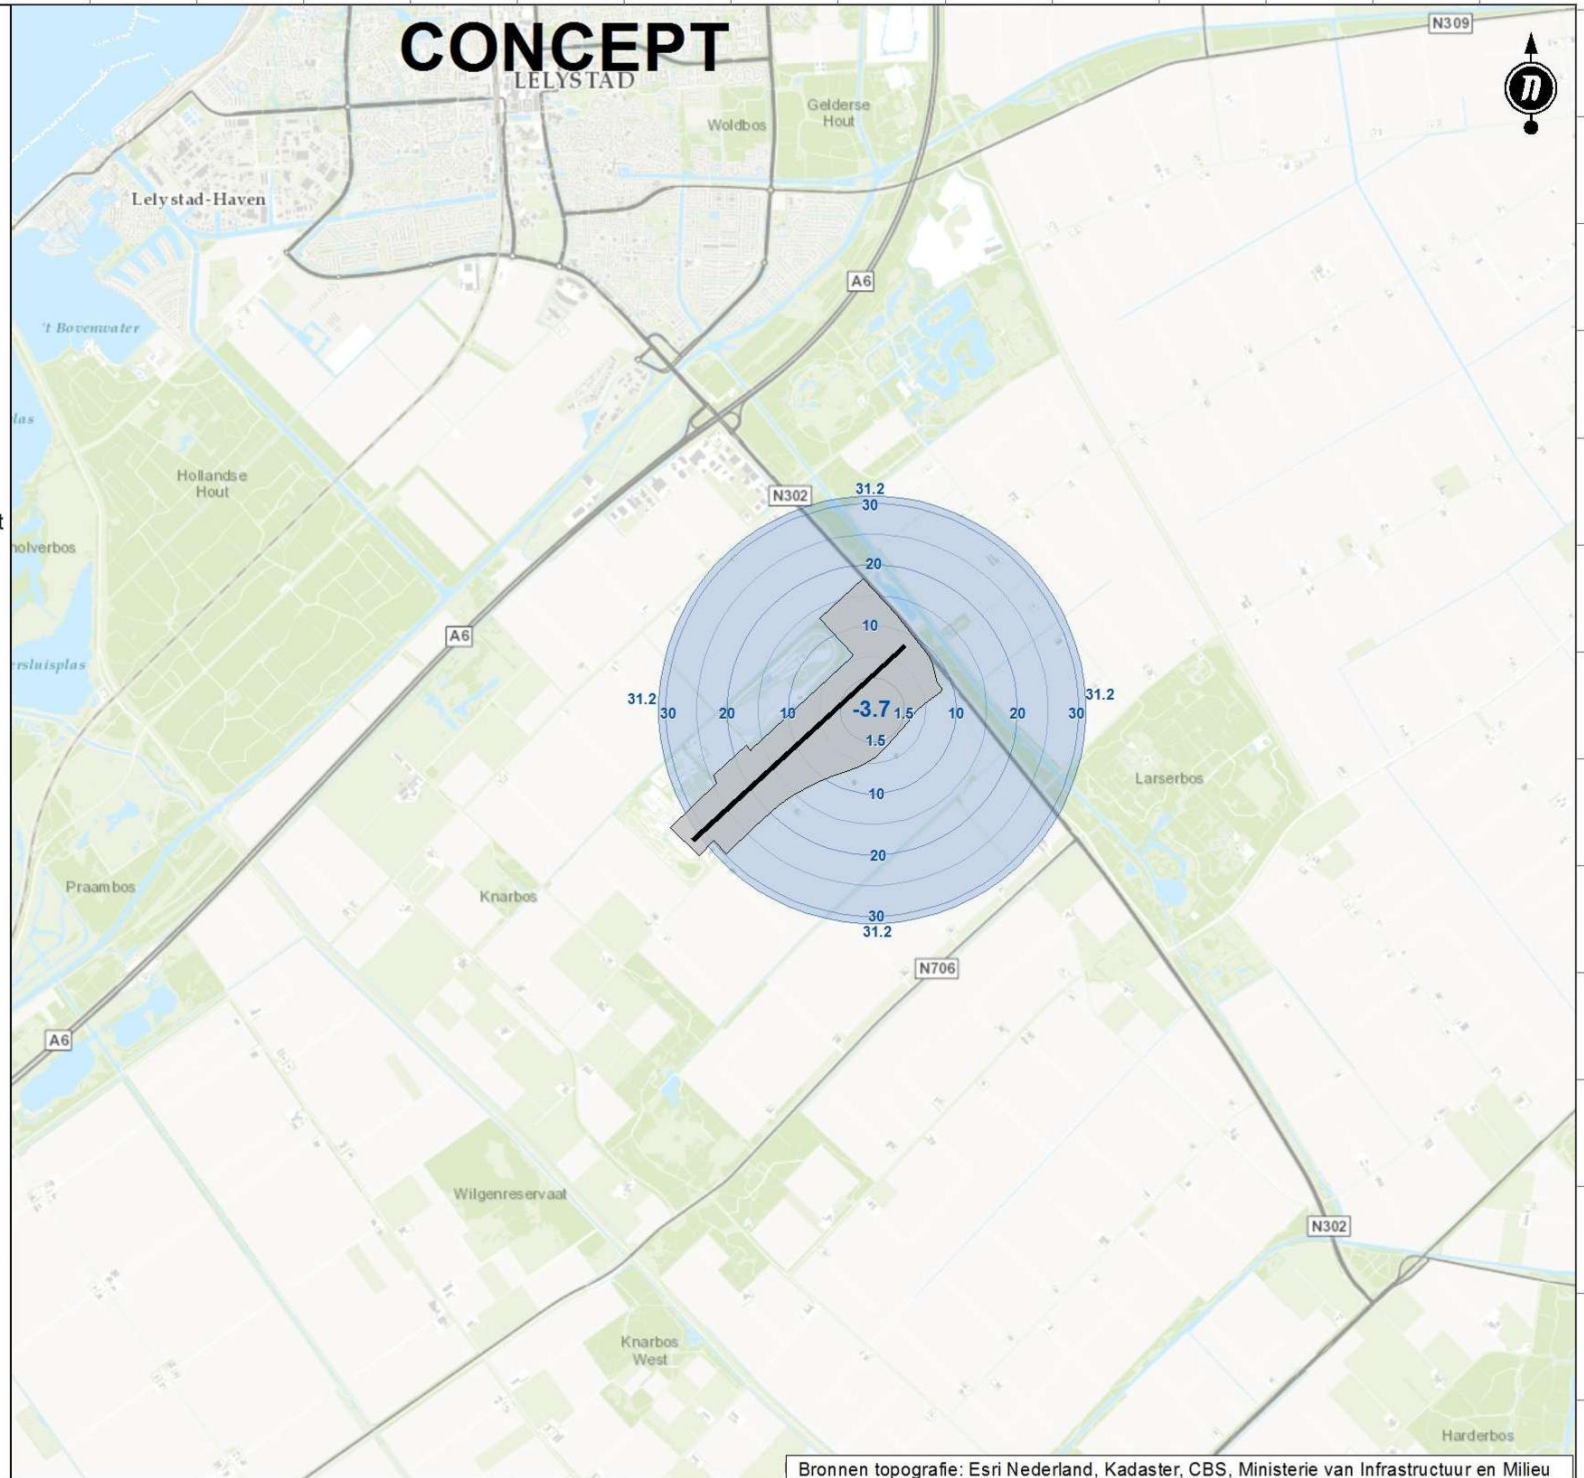 CONCEPT
N309
LELYSTAD
Gelderse
Hout
Woldbos
Lelystad-Haven
A6
't Bovenwater
las
Hollandse
Hout
31.2
N302
30
t
holverbos
20
10
A6
ersluisplas
31.2
31.2
30
20
10
-3.7
1.5
10
20
30
1.5
Larserbos
10
20
Praambos
Knarbos
30
31.2
N706
A6
Wilgenreservaat
N302
Knarbos
West
Harderbos
Bronnen topografie: Esri Nederland, Kadaster, CBS, Ministerie van Infrastructuur en Milieu